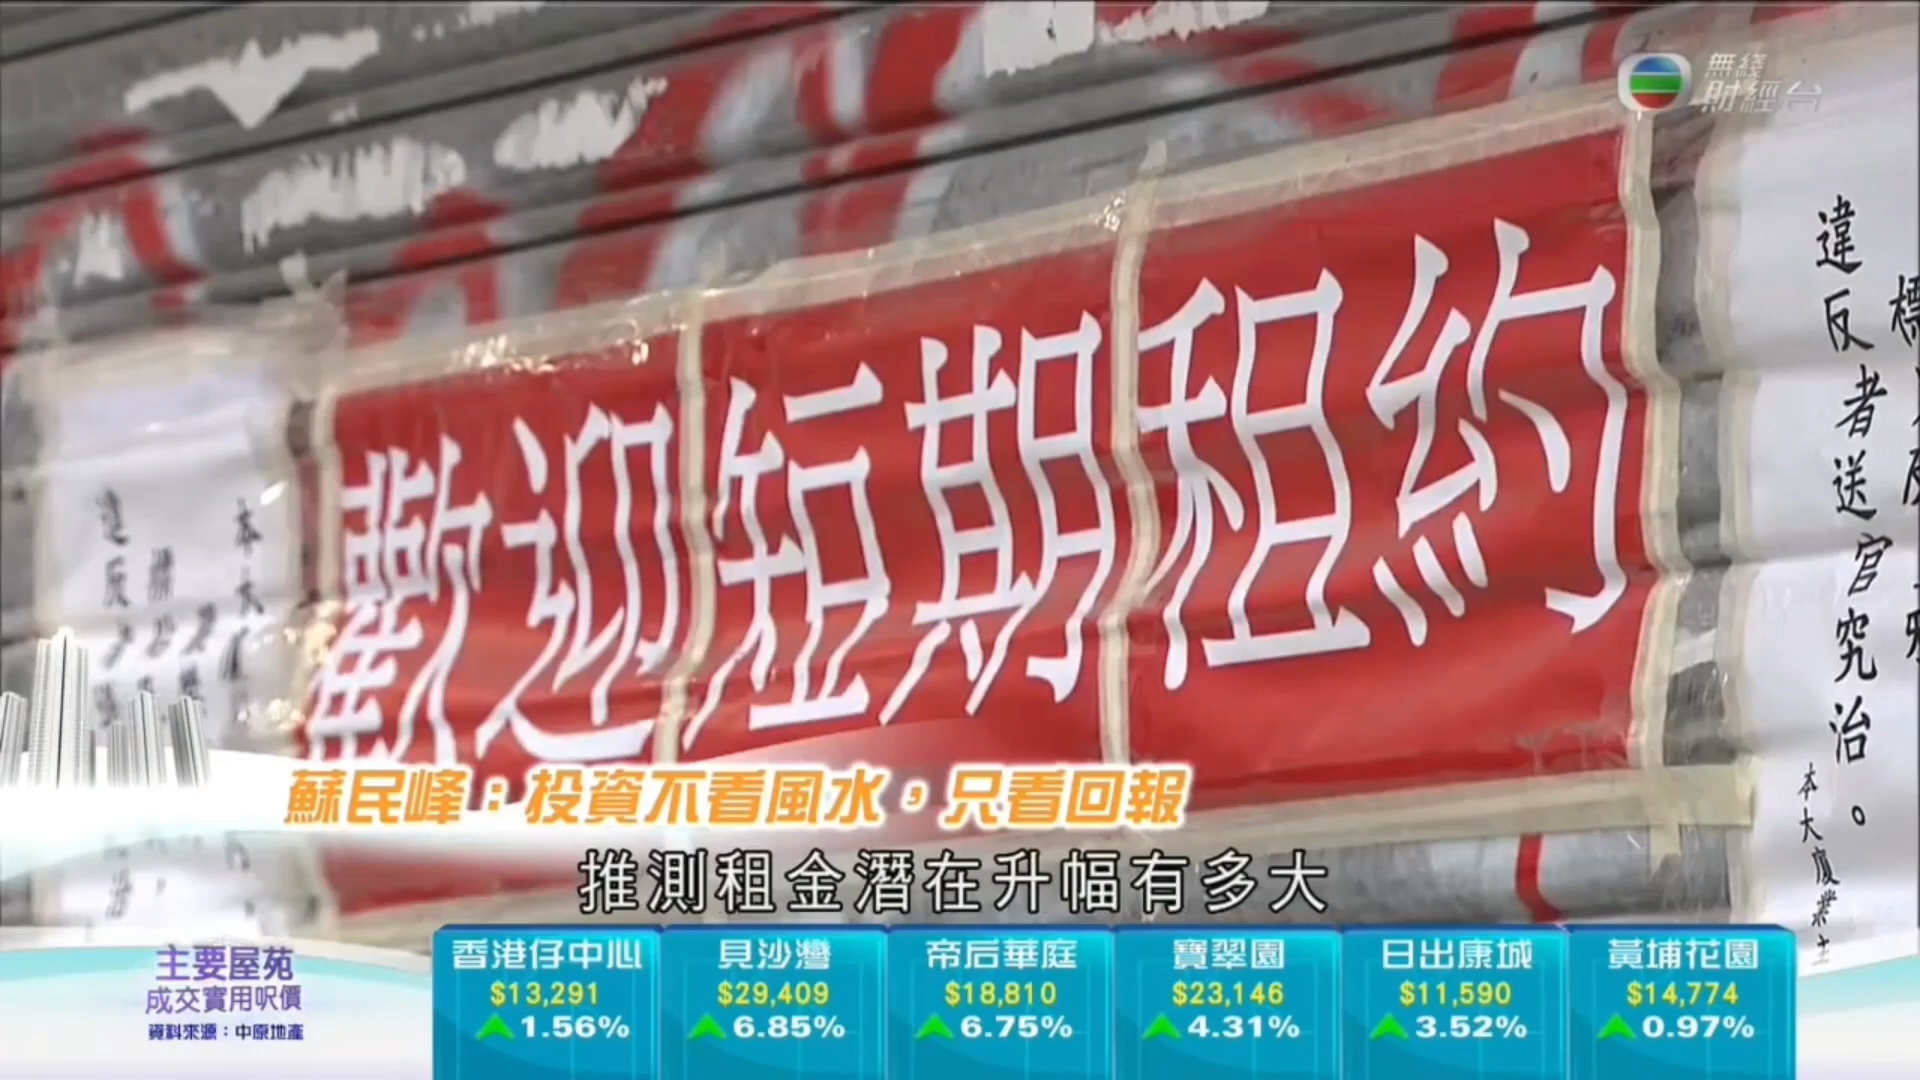 無綫
財經台
歡迎短期租約
違反者送官究治。
本大廈業主
蘇民峰：投資不看風水，只看回報
推測租金潛在升幅有多大
主要屋苑
成交實用呎價
資料來源：中原地產
香港仔中心
$13,291
1.56%
貝沙灣
$29,409
6.85%
帝后華庭
$18,810
6.75%
寶翠園
$23,146
4.31%
日出康城
$11,590
3.52%
黃埔花園
$14,774
0.97%